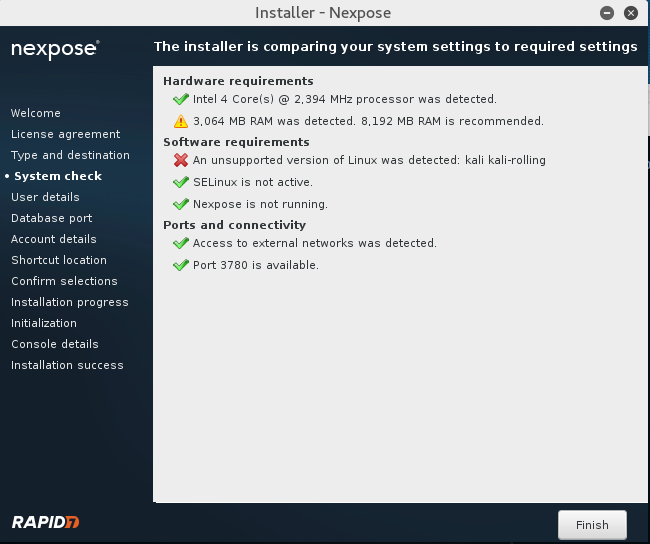 Installer - Nexpose
nexpose®
The installer is comparing your system settings to required settings
Welcome
License agreement
Type and destination
• System check
User details
Database port
Account details
Shortcut location
Confirm selections
Installation progress
Initialization
Console details
Installation success
Hardware requirements
Intel 4 Core(s) @ 2,394 MHz processor was detected.
3,064 MB RAM was detected. 8,192 MB RAM is recommended.
Software requirements
An unsupported version of Linux was detected: kali kali-rolling
SELinux is not active.
Nexpose is not running.
Ports and connectivity
Access to external networks was detected.
Port 3780 is available.
RAPID7
Finish